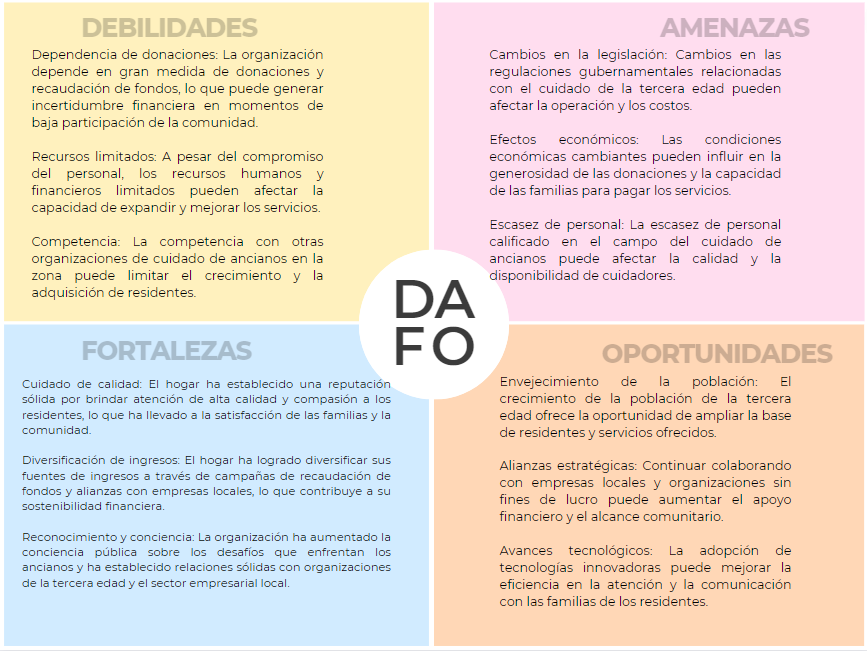 DEBILIDADES
Dependencia de donaciones: La organización
depende en gran medida de donaciones y
recaudación de fondos, lo que puede generar
incertidumbre financiera en momentos de
baja participación de la comunidad.
Recursos limitados: A pesar del compromiso
del personal, los recursos humanos y
financieros limitados pueden afectar la
capacidad de expandir y mejorar los servicios.
Competencia: La competencia con otras
organizaciones de cuidado de ancianos en la
zona puede limitar el crecimiento y la
adquisición de residentes.
AMENAZAS
Cambios en la legislación: Cambios en las
regulaciones gubernamentales relacionadas
con el cuidado de la tercera edad pueden
afectar la operación y los costos.
Efectos económicos: Las condiciones
económicas cambiantes pueden influir en la
generosidad de las donaciones y la capacidad
de las familias para pagar los servicios.
Escasez de personal: La escasez de personal
calificado en el campo del cuidado de
ancianos puede afectar la calidad y la
disponibilidad de cuidadores.
DA
FO
FORTALEZAS
Cuidado de calidad: El hogar ha establecido una reputación
sólida por brindar atención de alta calidad y compasión a los
residentes, lo que ha llevado a la satisfacción de las familias y la
comunidad.
Diversificación de ingresos: El hogar ha logrado diversificar sus
fuentes de ingresos a través de campañas de recaudación de
fondos y alianzas con empresas locales, lo que contribuye a su
sostenibilidad financiera.
Reconocimiento y conciencia: La organización ha aumentado la
conciencia pública sobre los desafíos que enfrentan los
ancianos y ha establecido relaciones sólidas con organizaciones
de la tercera edad y el sector empresarial local.
OPORTUNIDADES
Envejecimiento de la población: El
crecimiento de la población de la tercera
edad ofrece la oportunidad de ampliar la base
de residentes y servicios ofrecidos.
Alianzas estratégicas: Continuar colaborando
con empresas locales y organizaciones sin
fines de lucro puede aumentar el apoyo
financiero y el alcance comunitario.
Avances tecnológicos: La adopción de
tecnologías innovadoras puede mejorar la
eficiencia en la atención y la comunicación
con las familias de los residentes.